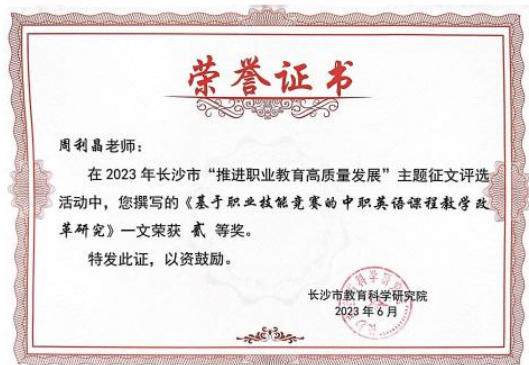 荣誉证书
周利晶老师：
在 2023 年长沙市“推进职业教育高质量发展”主题征文评选
活动中，您撰写的《基于职业技能竞赛的中职英语课程教学改
革研究》一文荣获 贰 等奖。
特发此证，以资鼓励。
长沙市教育科学研究院
2023 年 6 月